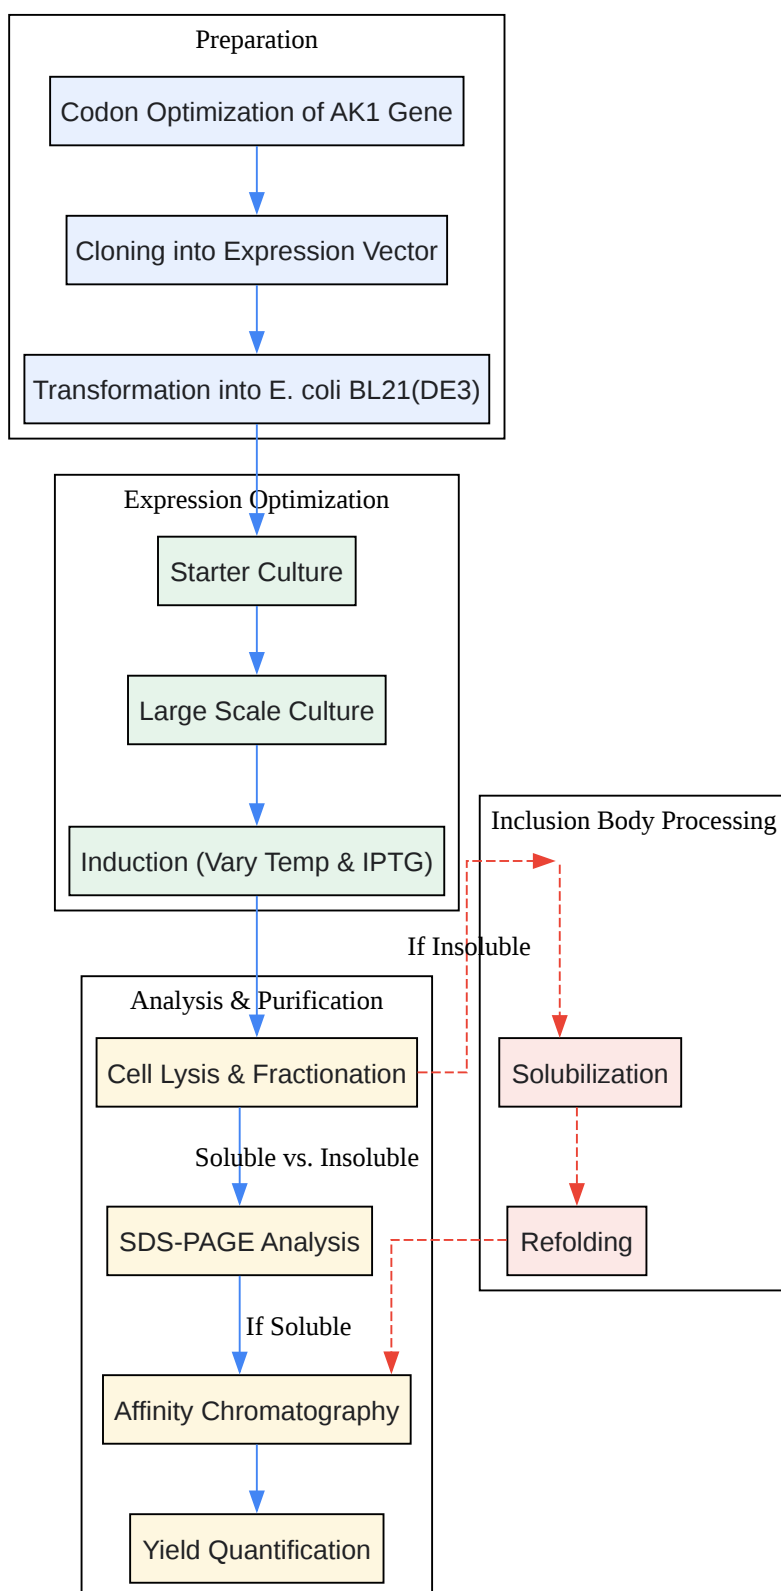 Preparation
Codon Optimization of AK1 Gene
Cloning into Expression Vector
Transformation into E. coli BL21(DE3)
Expression Optimization
Starter Culture
Large Scale Culture
Induction (Vary Temp & IPTG)
Inclusion Body Processing
If Insoluble
Analysis & Purification
Cell Lysis & Fractionation
Solubilization
Soluble vs. Insoluble
SDS-PAGE Analysis
Refolding
If Soluble
Affinity Chromatography
Yield Quantification